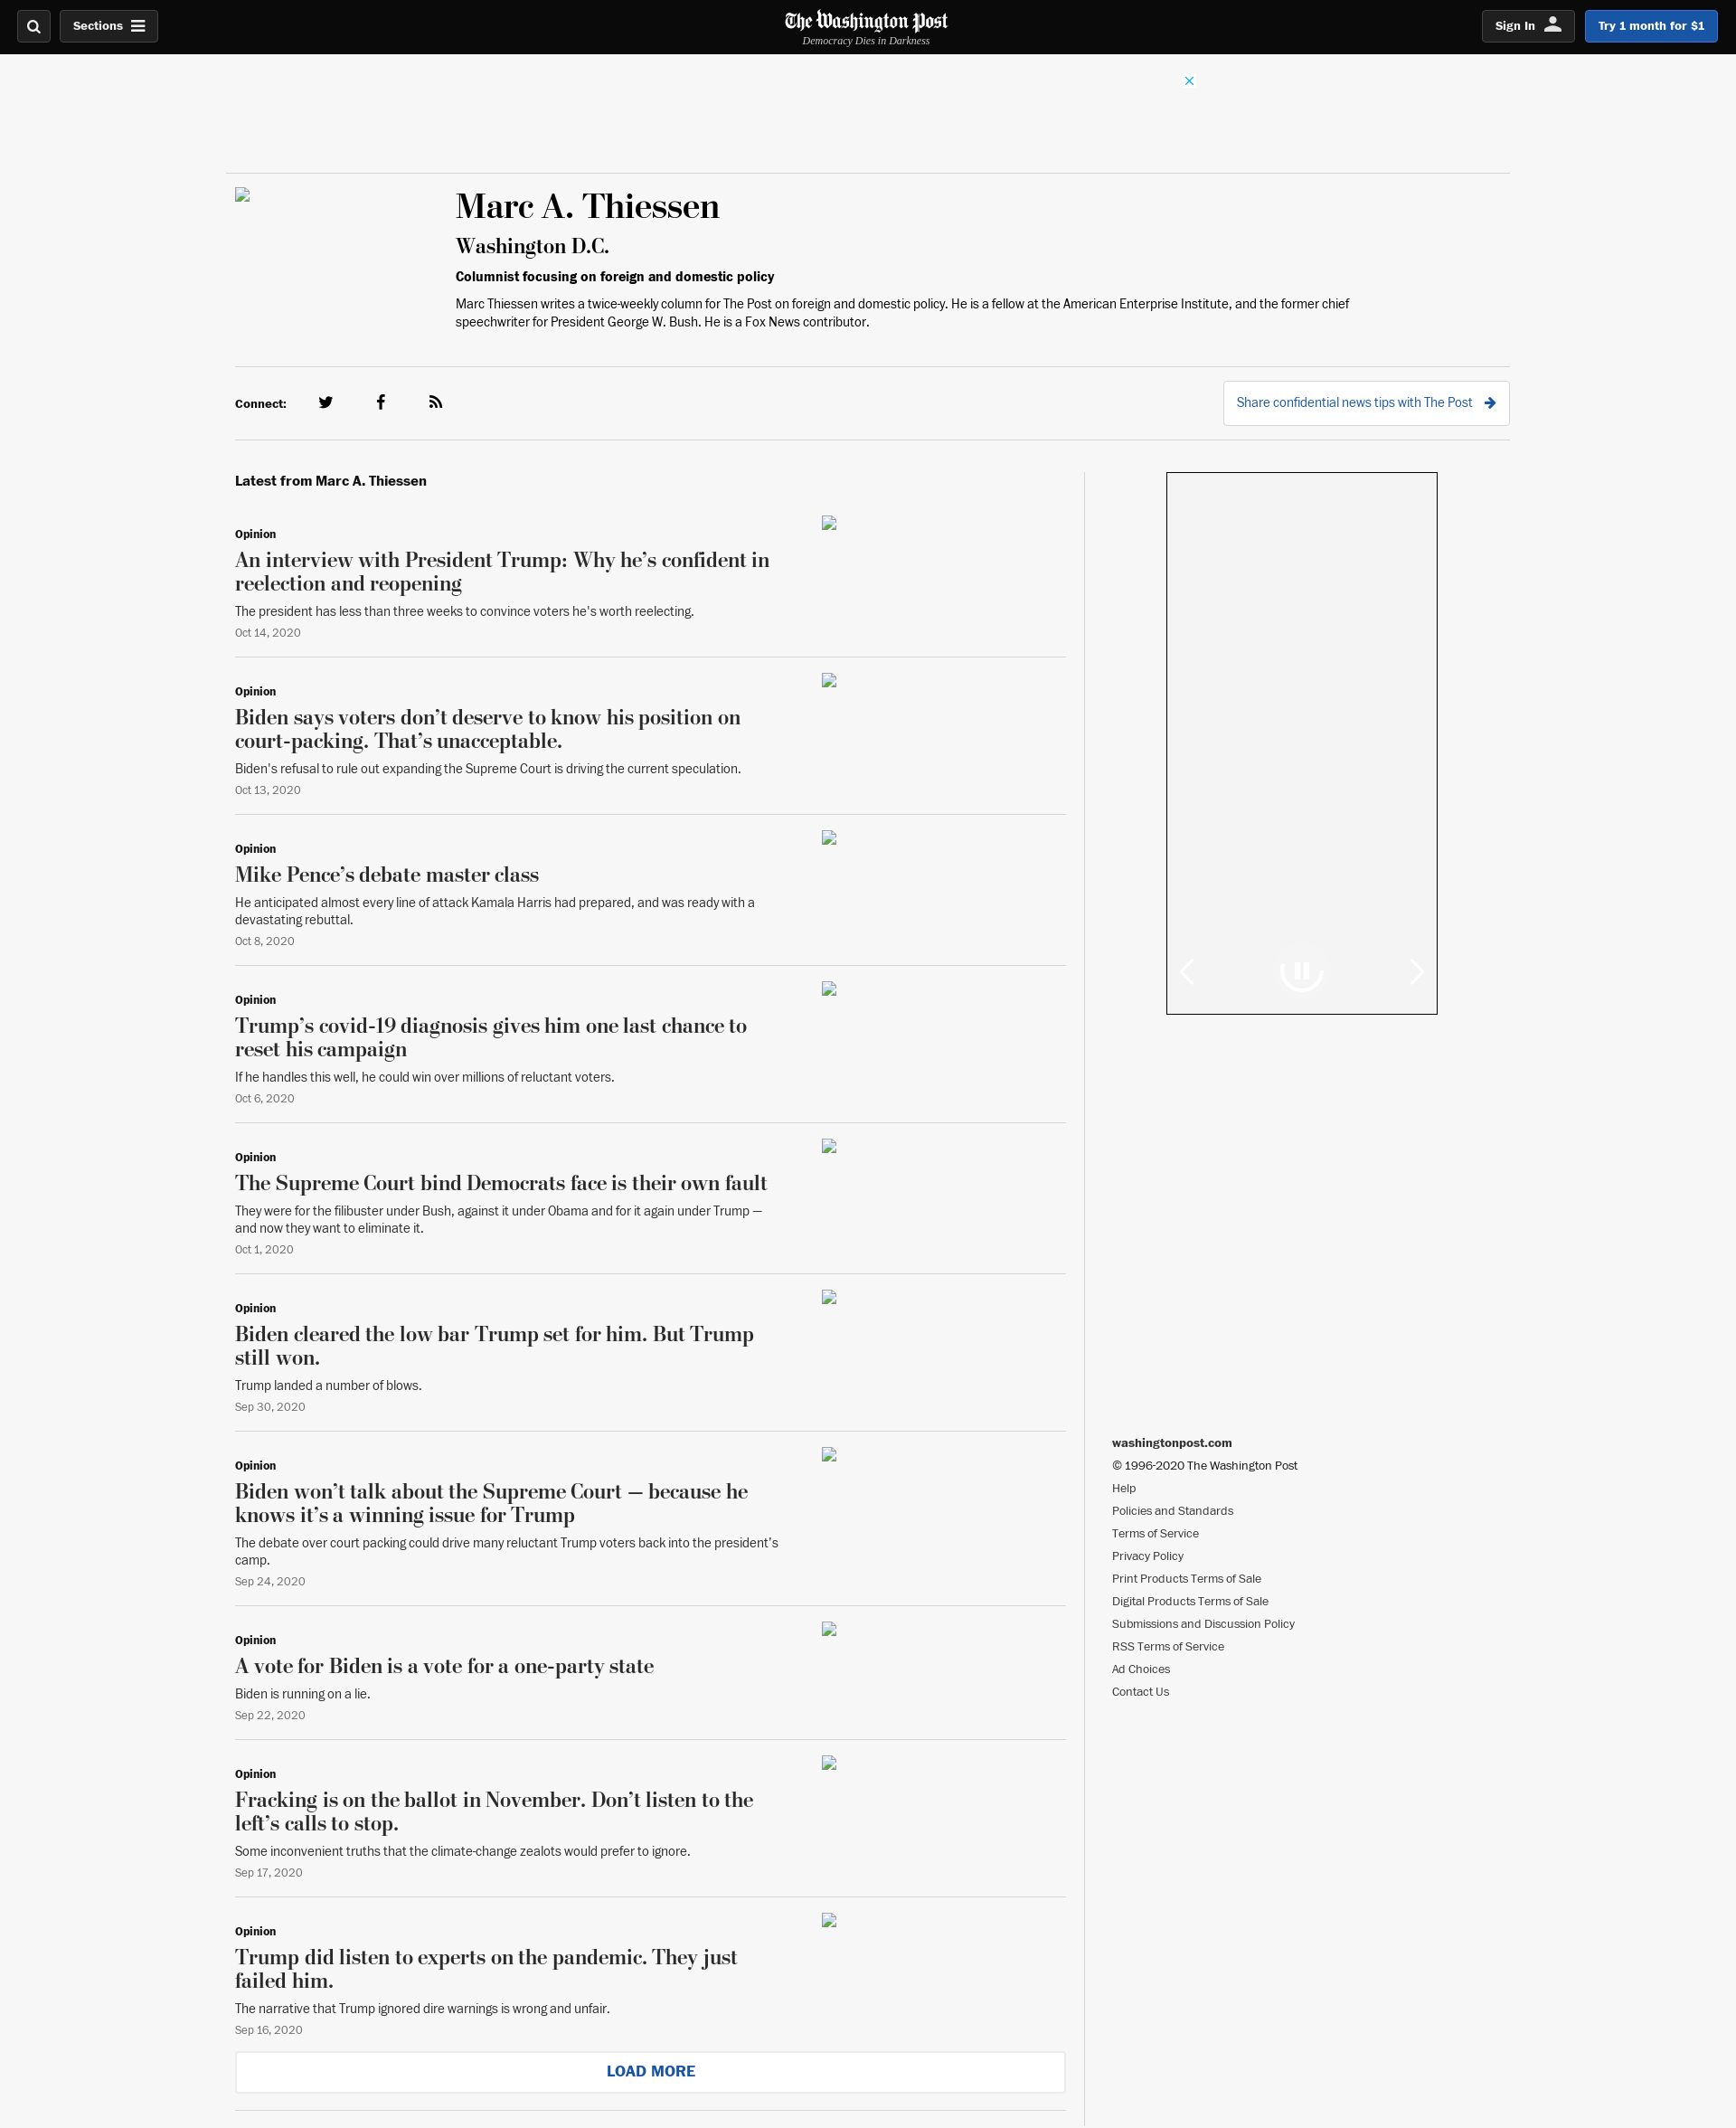 Sections
The Washington Post
Democracy Dies in Darkness
Sign In
Try 1 month for $1
Marc A. Thiessen
Washington D.C.
Columnist focusing on foreign and domestic policy
Marc Thiessen writes a twice-weekly column for The Post on foreign and domestic policy. He is a fellow at the American Enterprise Institute, and the former chief
speechwriter for President George W. Bush. He is a Fox News contributor.
Connect:
Share confidential news tips with The Post
Latest from Marc A. Thiessen
Opinion
An interview with President Trump: Why he’s confident in
reelection and reopening
The president has less than three weeks to convince voters he's worth reelecting.
Oct 14, 2020
Opinion
Biden says voters don’t deserve to know his position on
court-packing. That’s unacceptable.
Biden's refusal to rule out expanding the Supreme Court is driving the current speculation.
Oct 13, 2020
Opinion
Mike Pence’s debate master class
He anticipated almost every line of attack Kamala Harris had prepared, and was ready with a
devastating rebuttal.
Oct 8, 2020
Opinion
Trump’s covid-19 diagnosis gives him one last chance to
reset his campaign
If he handles this well, he could win over millions of reluctant voters.
Oct 6, 2020
Opinion
The Supreme Court bind Democrats face is their own fault
They were for the filibuster under Bush, against it under Obama and for it again under Trump —
and now they want to eliminate it.
Oct 1, 2020
Opinion
Biden cleared the low bar Trump set for him. But Trump
still won.
Trump landed a number of blows.
Sep 30, 2020
Opinion
Biden won’t talk about the Supreme Court — because he
knows it’s a winning issue for Trump
The debate over court packing could drive many reluctant Trump voters back into the president's
camp.
Sep 24, 2020
Opinion
A vote for Biden is a vote for a one-party state
Biden is running on a lie.
Sep 22, 2020
Opinion
Fracking is on the ballot in November. Don’t listen to the
left’s calls to stop.
Some inconvenient truths that the climate-change zealots would prefer to ignore.
Sep 17, 2020
Opinion
Trump did listen to experts on the pandemic. They just
failed him.
The narrative that Trump ignored dire warnings is wrong and unfair.
Sep 16, 2020
LOAD MORE
washingtonpost.com
© 1996-2020 The Washington Post
Help
Policies and Standards
Terms of Service
Privacy Policy
Print Products Terms of Sale
Digital Products Terms of Sale
Submissions and Discussion Policy
RSS Terms of Service
Ad Choices
Contact Us